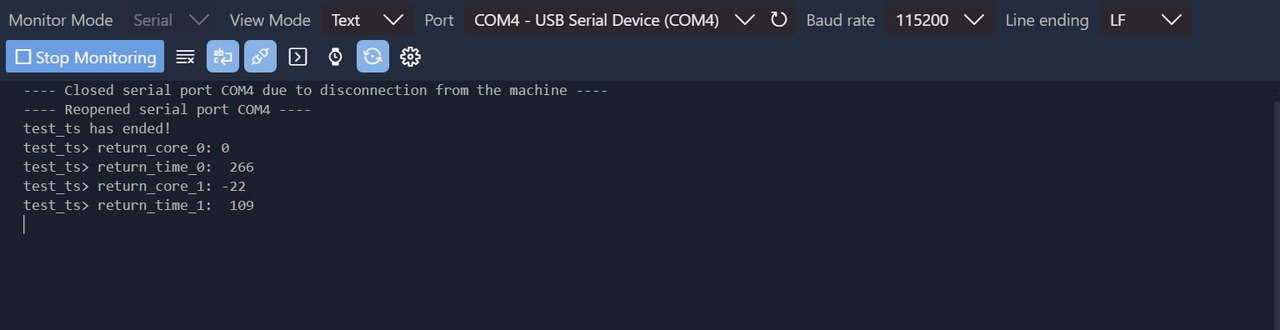 Monitor Mode Serial View Mode Text Port COM4 - USB Serial Device (COM4) Baud rate 115200 Line ending LF
Stop Monitoring
---- Closed serial port COM4 due to disconnection from the machine ----
---- Reopened serial port COM4 ----
test_ts has ended!
test_ts> return_core_0: 0
test_ts> return_time_0:  266
test_ts> return_core_1: -22
test_ts> return_time_1:  109